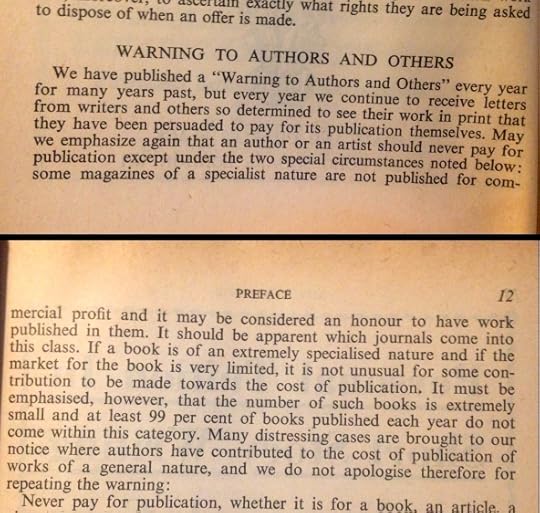 to ascertain exactly what rights they are being asked
to dispose of when an offer is made.
WARNING TO AUTHORS AND OTHERS
We have published a “Warning to Authors and Others” every year
for many years past, but every year we continue to receive letters
from writers and others so determined to see their work in print that
they have been persuaded to pay for its publication themselves. May
we emphasize again that an author or an artist should never pay for
publication except under the two special circumstances noted below:
some magazines of a specialist nature are not published for com-
PREFACE 12
mercial profit and it may be considered an honour to have work
published in them. It should be apparent which journals come into
this class. If a book is of an extremely specialised nature and if the
market for the book is very limited, it is not unusual for some con-
tribution to be made towards the cost of publication. It must be
emphasised, however, that the number of such books is extremely
small and at least 99 per cent of books published each year do not
come within this category. Many distressing cases are brought to our
notice where authors have contributed to the cost of publication of
works of a general nature, and we do not apologise therefore for
repeating the warning:
Never pay for publication, whether it is for a book, an article, a